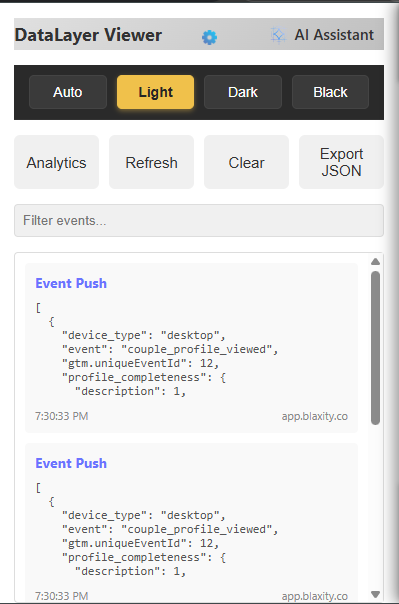 DataLayer Viewer AI Assistant
Auto Light Dark Black
Analytics Refresh Clear Export JSON
Filter events...
Event Push
[
  {
    "device_type": "desktop",
    "event": "couple_profile_viewed",
    "gtm.uniqueEventId": 12,
    "profile_completeness": {
      "description": 1,
7:30:33 PM app.blaxity.co
Event Push
[
  {
    "device_type": "desktop",
    "event": "couple_profile_viewed",
    "gtm.uniqueEventId": 12,
    "profile_completeness": {
      "description": 1,
7:30:33 PM app.blaxity.co